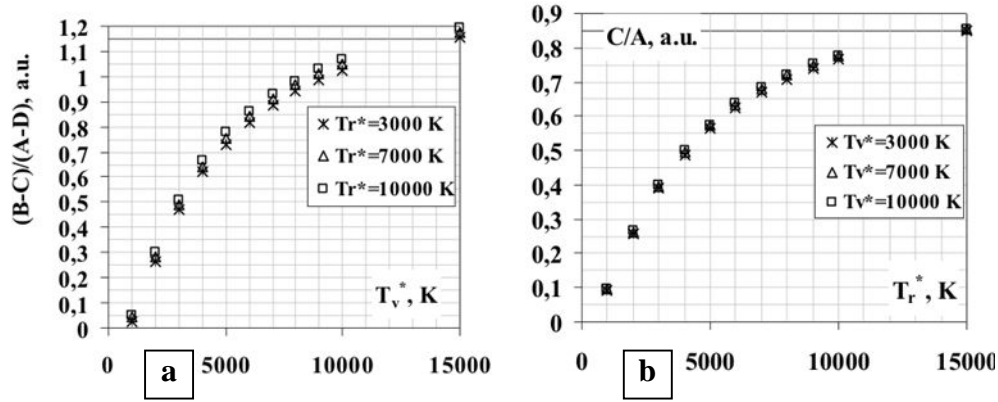 (B-C)/(A-D), a.u.
1,2
1,1
1
0,9
0,8
0,7
0,6
0,5
0,4
0,3
0,2
0,1
0
Tr*=3000 K
Tr*=7000 K
Tr*=10000 K
Tv*, K
0 5000 10000 15000
a
C/A, a.u.
0,9
0,8
0,7
0,6
0,5
0,4
0,3
0,2
0,1
0
Tv*=3000 K
Tv*=7000 K
Tv*=10000 K
Tr*, K
0 5000 10000 15000
b